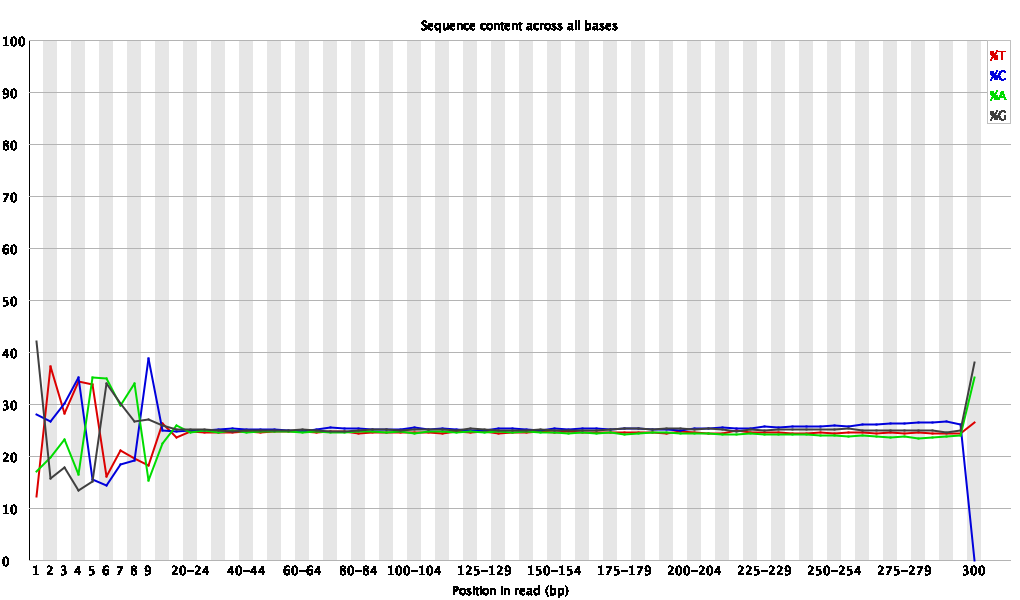 Sequence content across all bases
100
90
80
70
60
50
40
30
20
10
0
%T
%C
%A
%G
1 2 3 4 5 6 7 8 9 20-24 40-44 60-64 80-84 100-104 125-129 150-154 175-179 200-204 225-229 250-254 275-279 300
Position in read (bp)